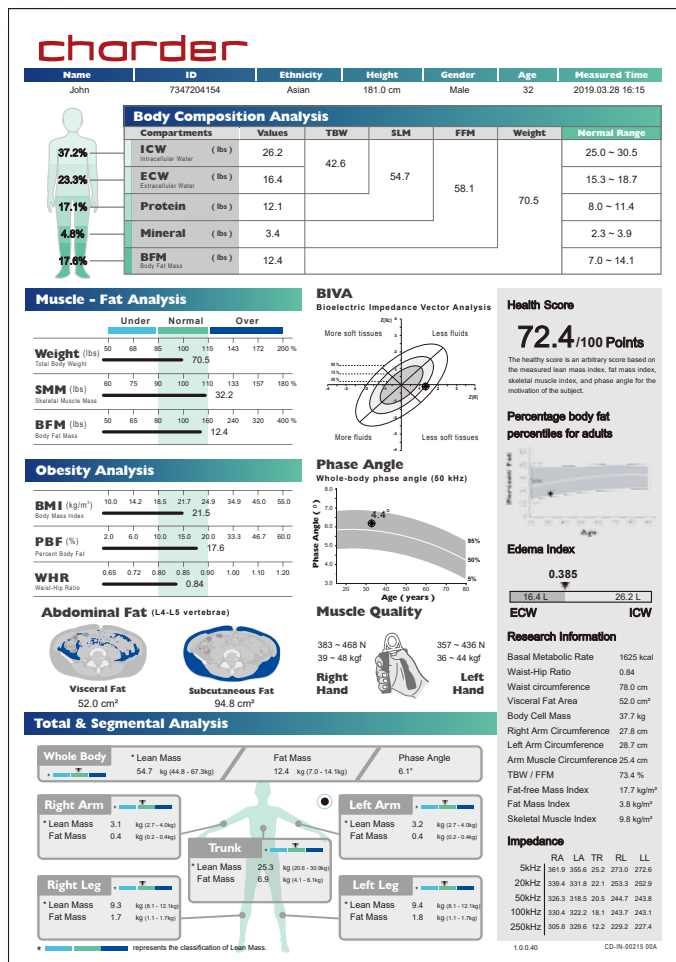 charder
Name ID Ethnicity Height Gender Age Measured Time
John 7347204154 Asian 181.0 cm Male 32 2019.03.28 16:15
Body Composition Analysis
Compartments Values TBW SLM FFM Weight Normal Range
37.2% ICW ( lbs ) 26.2 25.0 ~ 30.5
Intracellular Water
42.6
23.3% ECW ( lbs ) 16.4 54.7 15.3 ~ 18.7
Extracellular Water
58.1
17.1% Protein ( lbs ) 12.1 70.5 8.0 ~ 11.4
4.8% Mineral ( lbs ) 3.4 2.3 ~ 3.9
17.6% BFM ( lbs ) 12.4 7.0 ~ 14.1
Body Fat Mass
Muscle - Fat Analysis
Under Normal Over
50 68 85 100 115 143 172 200 %
Weight (lbs) 70.5
Total Body Weight
60 75 90 100 110 133 157 180 %
SMM (lbs) 32.2
Skeletal Muscle Mass
50 65 85 100 160 240 320 400 %
BFM (lbs) 12.4
Body Fat Mass
Obesity Analysis
10.0 14.2 18.5 21.7 24.9 34.9 45.0 55.0
BMI (kg/m²) 21.5
Body Mass Index
2.0 6.0 10.0 15.0 20.0 33.3 46.7 60.0
PBF (%) 17.6
Percent Body Fat
0.65 0.72 0.80 0.85 0.90 1.00 1.10 1.20
WHR 0.84
Waist-Hip Ratio
Abdominal Fat (L4-L5 vertebrae)
Visceral Fat Subcutaneous Fat
52.0 cm² 94.8 cm²
BIVA
Bioelectric Impedance Vector Analysis
Z(Xc)
More soft tissues Less fluids
95 %
75 %
50 %
Z(R)
More fluids Less soft tissues
Phase Angle
Whole-body phase angle (50 kHz)
Phase Angle ( ° )
8.0
7.0
6.0
5.0
4.0
3.0
4.4°
95%
50%
5%
20 30 40 50 60 70 80
Age ( years )
Muscle Quality
383 ~ 468 N 357 ~ 436 N
39 ~ 48 kgf 36 ~ 44 kgf
Right Left
Hand Hand
Health Score
72.4/100 Points
The healthy score is an arbitrary score based on
the measured lean mass index, fat mass index,
skeletal muscle index, and phase angle for the
motivation of the subject.
Percentage body fat
percentiles for adults
Percent Fat
Age
Edema Index
0.385
16.4 L 26.2 L
ECW ICW
Research Information
Basal Metabolic Rate 1625 kcal
Waist-Hip Ratio 0.84
Waist circumference 78.0 cm
Visceral Fat Area 52.0 cm²
Body Cell Mass 37.7 kg
Right Arm Circumference 27.8 cm
Left Arm Circumference 28.7 cm
Arm Muscle Circumference 25.4 cm
TBW / FFM 73.4 %
Fat-free Mass Index 17.7 kg/m²
Fat Mass Index 3.8 kg/m²
Skeletal Muscle Index 9.8 kg/m²
Impedance
RA LA TR RL LL
5kHz 361.9 355.6 25.2 273.0 272.6
20kHz 339.4 331.8 22.1 253.3 252.9
50kHz 326.3 318.5 20.5 244.7 243.8
100kHz 330.4 322.2 18.1 243.7 243.1
250kHz 305.8 329.6 12.2 229.2 227.4
Total & Segmental Analysis
Whole Body * Lean Mass Fat Mass Phase Angle
* 54.7 kg (44.8 - 67.3kg) 12.4 kg (7.0 - 14.1kg) 6.1°
Right Arm *
* Lean Mass 3.1 kg (2.7 - 4.0kg)
Fat Mass 0.4 kg (0.2 - 0.4kg)
Left Arm *
* Lean Mass 3.2 kg (2.7 - 4.0kg)
Fat Mass 0.4 kg (0.2 - 0.4kg)
Trunk *
* Lean Mass 25.3 kg (20.6 - 30.9kg)
Fat Mass 6.9 kg (4.1 - 6.1kg)
Right Leg *
* Lean Mass 9.3 kg (8.1 - 12.1kg)
Fat Mass 1.7 kg (1.1 - 1.7kg)
Left Leg *
* Lean Mass 9.4 kg (8.1 - 12.1kg)
Fat Mass 1.8 kg (1.1 - 1.7kg)
* represents the classification of Lean Mass.
1.0.0.40 CD-IN-00215 00A